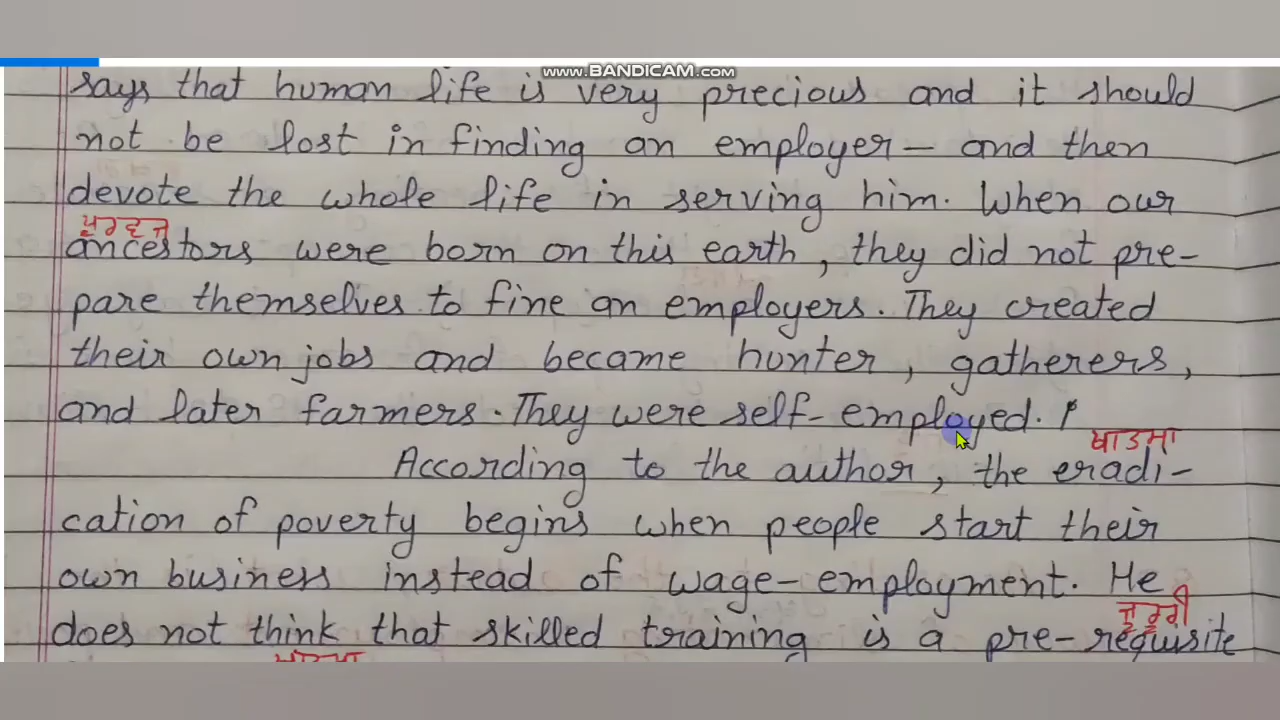 www.BANDICAM.com
says that human life is very precious and it should
not be lost in finding an employer - and then
devote the whole life in serving him. When our
ਪੂਰਵਜ
ancestors were born on this earth, they did not pre-
pare themselves to fine an employers. They created
their own jobs and became hunter, gatherers,
and later farmers. They were self-employed.
ਖਾਤਮਾ
According to the author, the eradi-
cation of poverty begins when people start their
own business instead of wage-employment. He
ਜ਼ਰੂਰੀ
does not think that skilled training is a pre-requisite